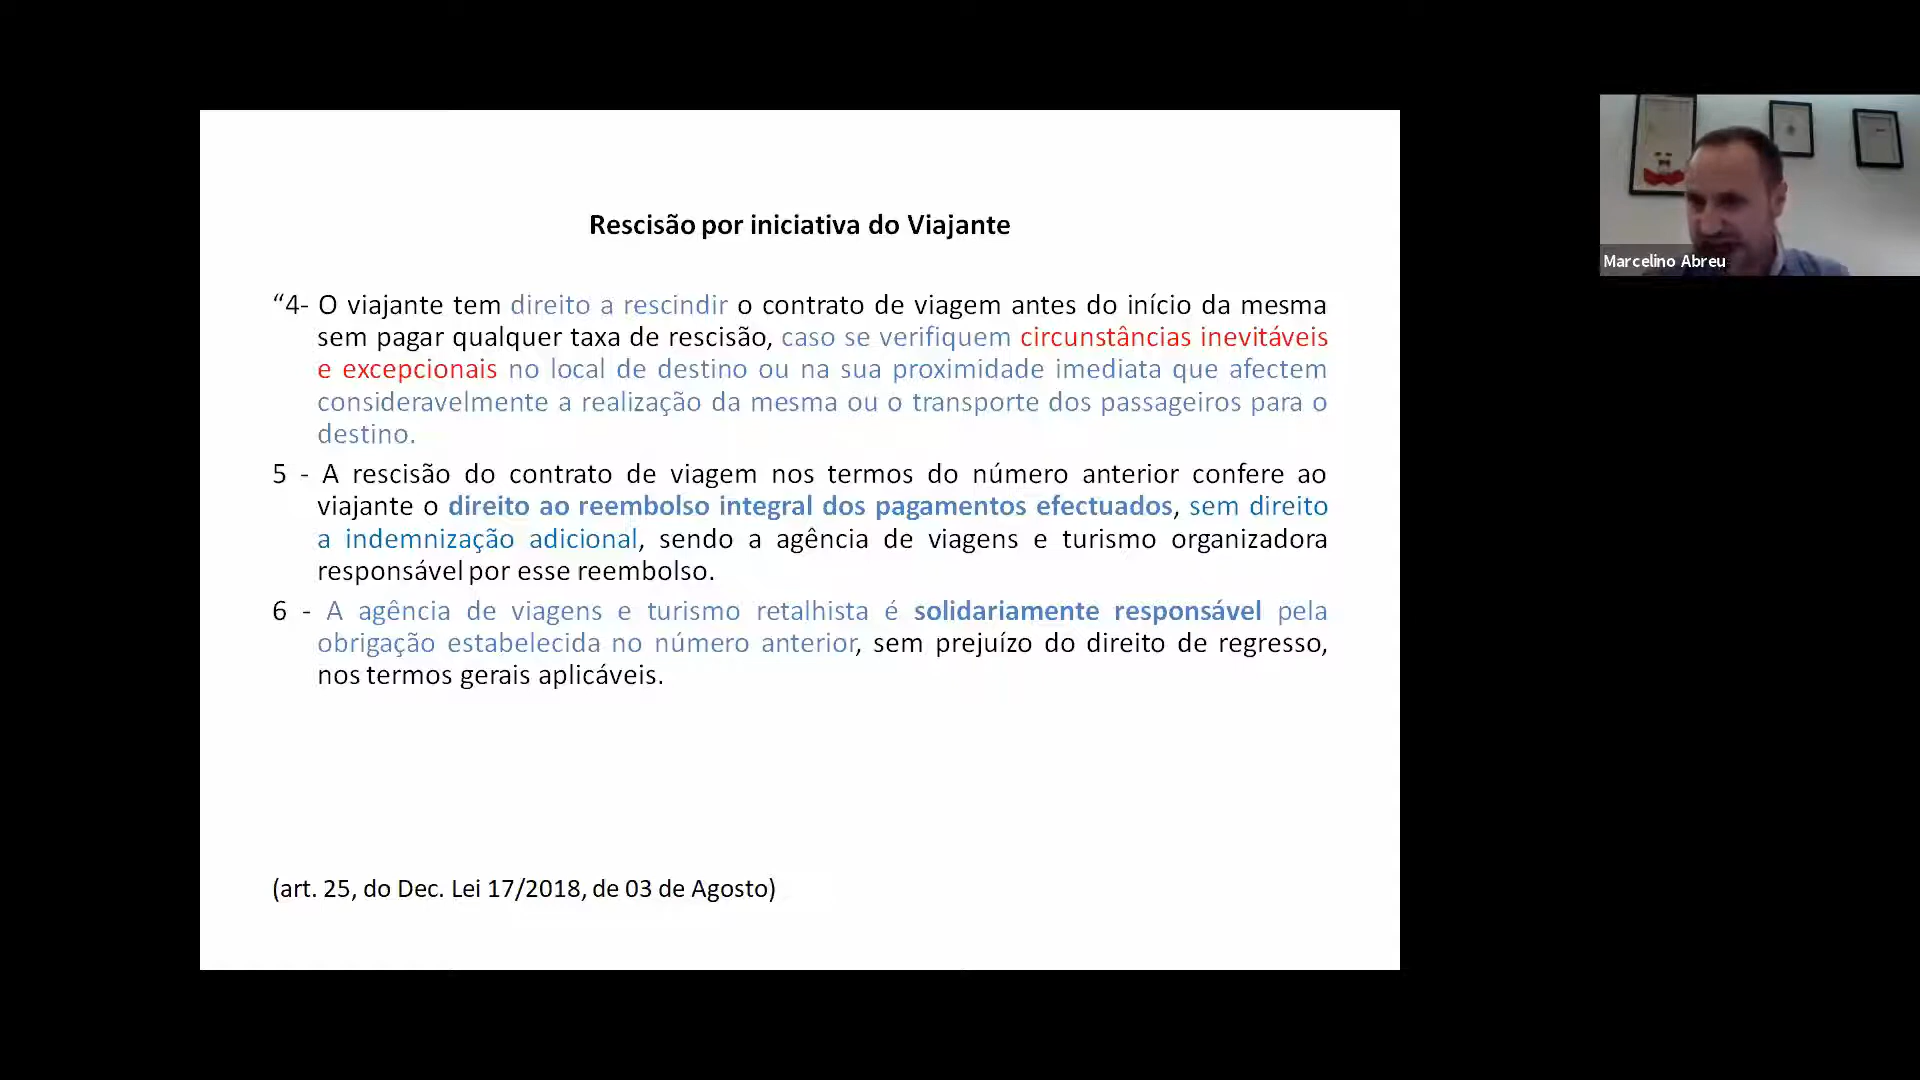 Rescisão por iniciativa do Viajante
“4- O viajante tem direito a rescindir o contrato de viagem antes do início da mesma
sem pagar qualquer taxa de rescisão, caso se verifiquem circunstâncias inevitáveis
e excepcionais no local de destino ou na sua proximidade imediata que afectem
consideravelmente a realização da mesma ou o transporte dos passageiros para o
destino.
5 - A rescisão do contrato de viagem nos termos do número anterior confere ao
viajante o direito ao reembolso integral dos pagamentos efectuados, sem direito
a indemnização adicional, sendo a agência de viagens e turismo organizadora
responsável por esse reembolso.
6 - A agência de viagens e turismo retalhista é solidariamente responsável pela
obrigação estabelecida no número anterior, sem prejuízo do direito de regresso,
nos termos gerais aplicáveis.
(art. 25, do Dec. Lei 17/2018, de 03 de Agosto)
Marcelino Abreu